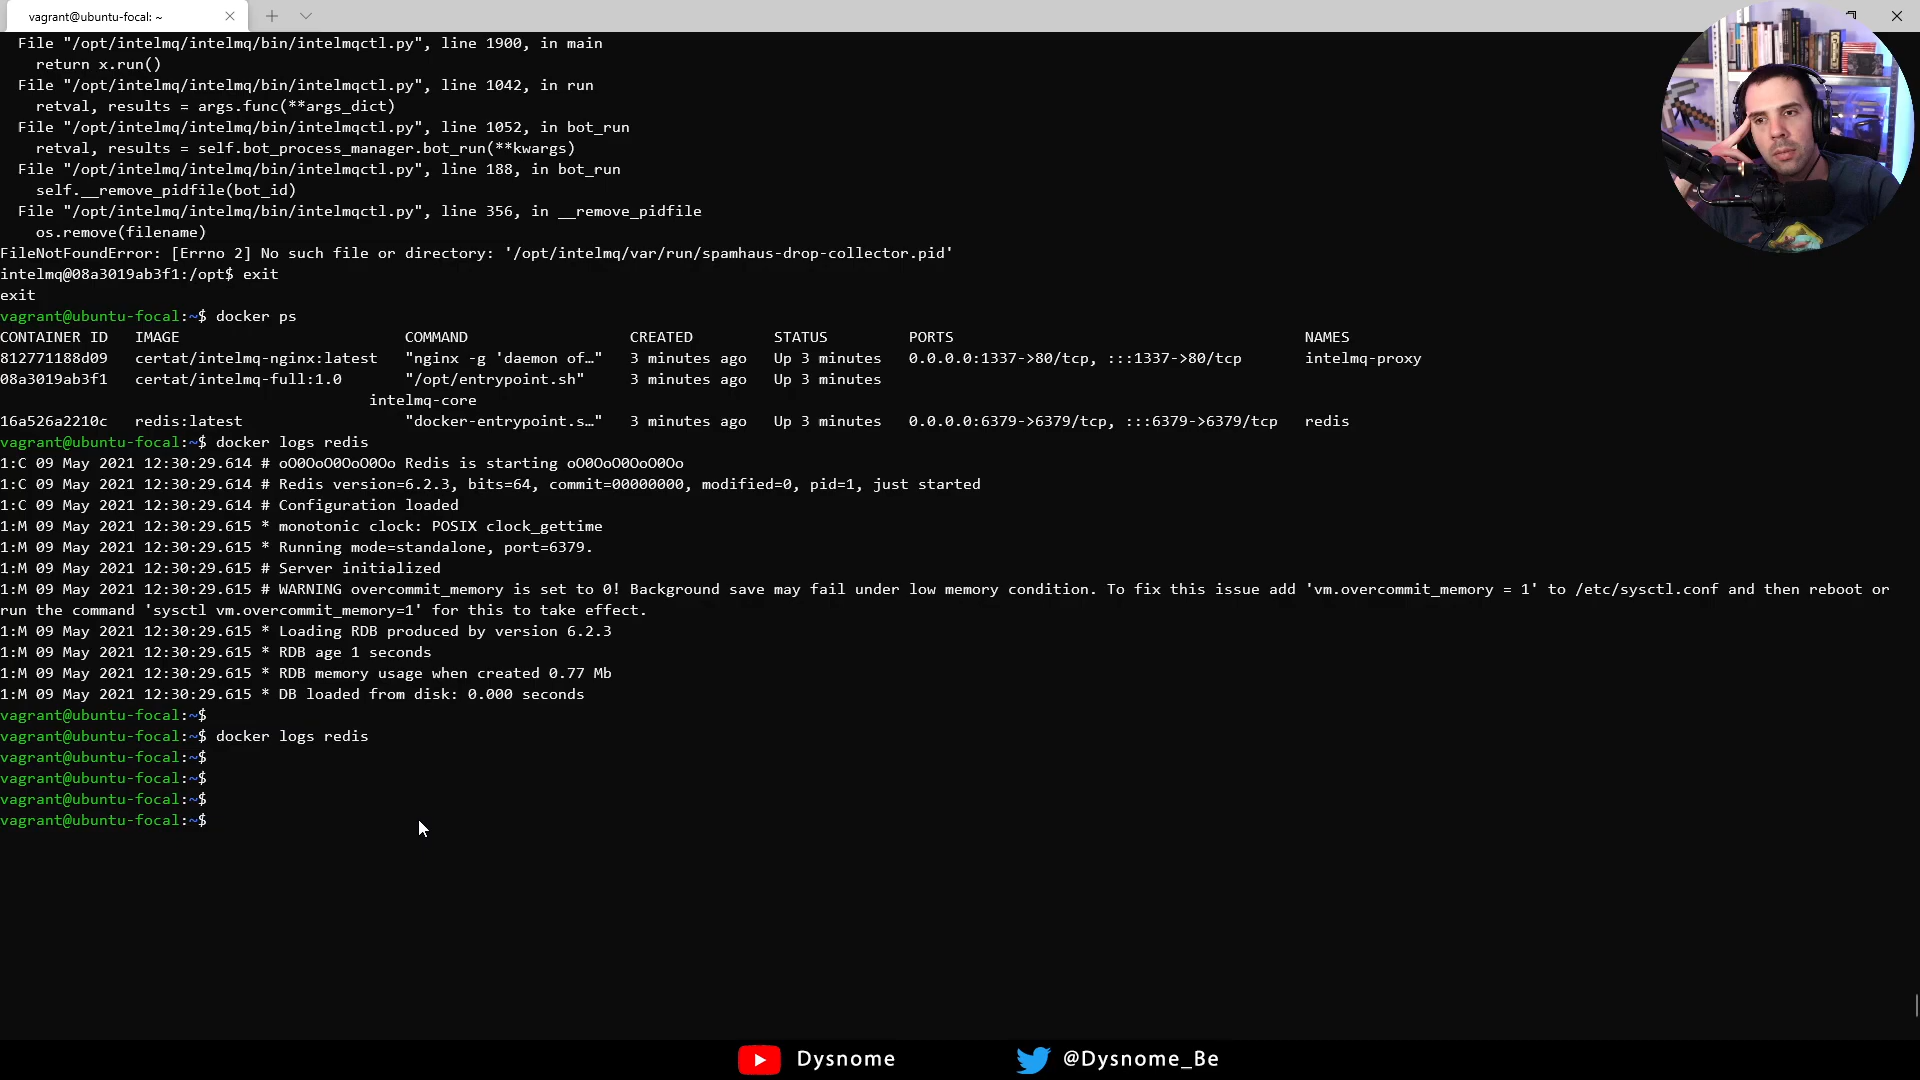 vagrant@ubuntu-focal: ~
File "/opt/intelmq/intelmq/bin/intelmqctl.py", line 1900, in main
return x.run()
File "/opt/intelmq/intelmq/bin/intelmqctl.py", line 1042, in run
retval, results = args.func(**args_dict)
File "/opt/intelmq/intelmq/bin/intelmqctl.py", line 1052, in bot_run
retval, results = self.bot_process_manager.bot_run(**kwargs)
File "/opt/intelmq/intelmq/bin/intelmqctl.py", line 188, in bot_run
self.__remove_pidfile(bot_id)
File "/opt/intelmq/intelmq/bin/intelmqctl.py", line 356, in __remove_pidfile
os.remove(filename)
FileNotFoundError: [Errno 2] No such file or directory: '/opt/intelmq/var/run/spamhaus-drop-collector.pid'
intelmq@08a3019ab3f1:/opt$ exit
exit
vagrant@ubuntu-focal:~$ docker ps
CONTAINER ID   IMAGE                         COMMAND                  CREATED         STATUS         PORTS                                       NAMES
812771188d09   certat/intelmq-nginx:latest   "nginx -g 'daemon of…"   3 minutes ago   Up 3 minutes   0.0.0.0:1337->80/tcp, :::1337->80/tcp       intelmq-proxy
08a3019ab3f1   certat/intelmq-full:1.0       "/opt/entrypoint.sh"     3 minutes ago   Up 3 minutes
intelmq-core
16a526a2210c   redis:latest                  "docker-entrypoint.s…"   3 minutes ago   Up 3 minutes   0.0.0.0:6379->6379/tcp, :::6379->6379/tcp   redis
vagrant@ubuntu-focal:~$ docker logs redis
1:C 09 May 2021 12:30:29.614 # oO0OoO0OoO0Oo Redis is starting oO0OoO0OoO0Oo
1:C 09 May 2021 12:30:29.614 # Redis version=6.2.3, bits=64, commit=00000000, modified=0, pid=1, just started
1:C 09 May 2021 12:30:29.614 # Configuration loaded
1:M 09 May 2021 12:30:29.615 * monotonic clock: POSIX clock_gettime
1:M 09 May 2021 12:30:29.615 * Running mode=standalone, port=6379.
1:M 09 May 2021 12:30:29.615 # Server initialized
1:M 09 May 2021 12:30:29.615 # WARNING overcommit_memory is set to 0! Background save may fail under low memory condition. To fix this issue add 'vm.overcommit_memory = 1' to /etc/sysctl.conf and then reboot or
run the command 'sysctl vm.overcommit_memory=1' for this to take effect.
1:M 09 May 2021 12:30:29.615 * Loading RDB produced by version 6.2.3
1:M 09 May 2021 12:30:29.615 * RDB age 1 seconds
1:M 09 May 2021 12:30:29.615 * RDB memory usage when created 0.77 Mb
1:M 09 May 2021 12:30:29.615 * DB loaded from disk: 0.000 seconds
vagrant@ubuntu-focal:~$
vagrant@ubuntu-focal:~$ docker logs redis
vagrant@ubuntu-focal:~$
vagrant@ubuntu-focal:~$
vagrant@ubuntu-focal:~$
vagrant@ubuntu-focal:~$
Dysnome
@Dysnome_Be